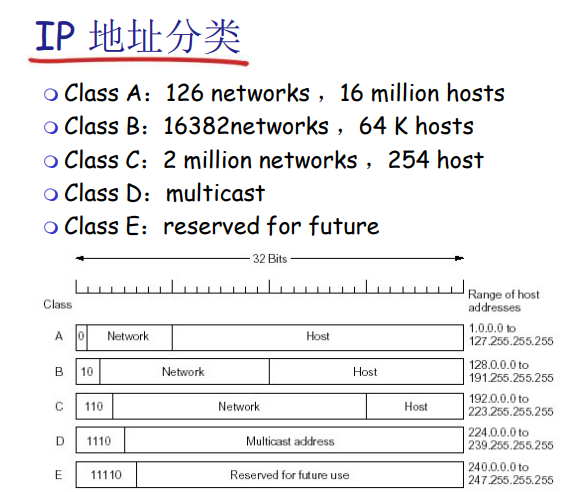 IP 地址分类
Class A：126 networks ，16 million hosts
Class B：16382networks ，64 K hosts
Class C：2 million networks ，254 host
Class D：multicast
Class E：reserved for future
32 Bits
Class
Range of host
addresses
A 0 Network Host 1.0.0.0 to
127.255.255.255
B 10 Network Host 128.0.0.0 to
191.255.255.255
C 110 Network Host 192.0.0.0 to
223.255.255.255
D 1110 Multicast address 224.0.0.0 to
239.255.255.255
E 11110 Reserved for future use 240.0.0.0 to
247.255.255.255